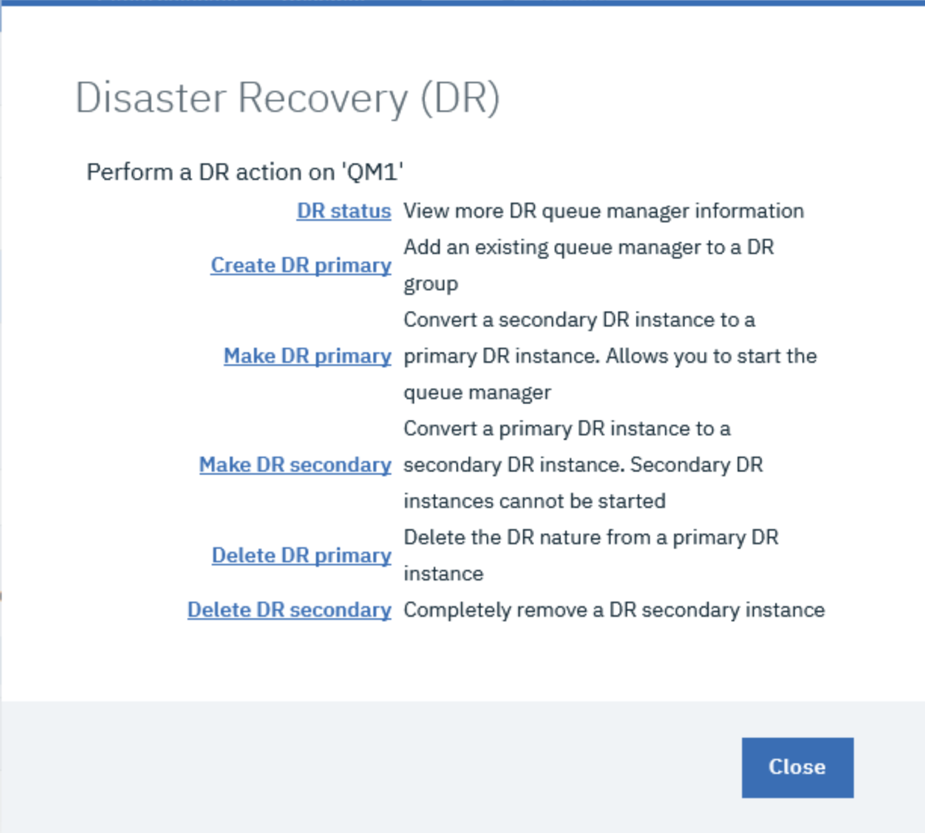 Disaster Recovery (DR)
Perform a DR action on 'QM1'
DR status View more DR queue manager information
Create DR primary Add an existing queue manager to a DR
group
Make DR primary Convert a secondary DR instance to a
primary DR instance. Allows you to start the
queue manager
Make DR secondary Convert a primary DR instance to a
secondary DR instance. Secondary DR
instances cannot be started
Delete DR primary Delete the DR nature from a primary DR
instance
Delete DR secondary Completely remove a DR secondary instance
Close